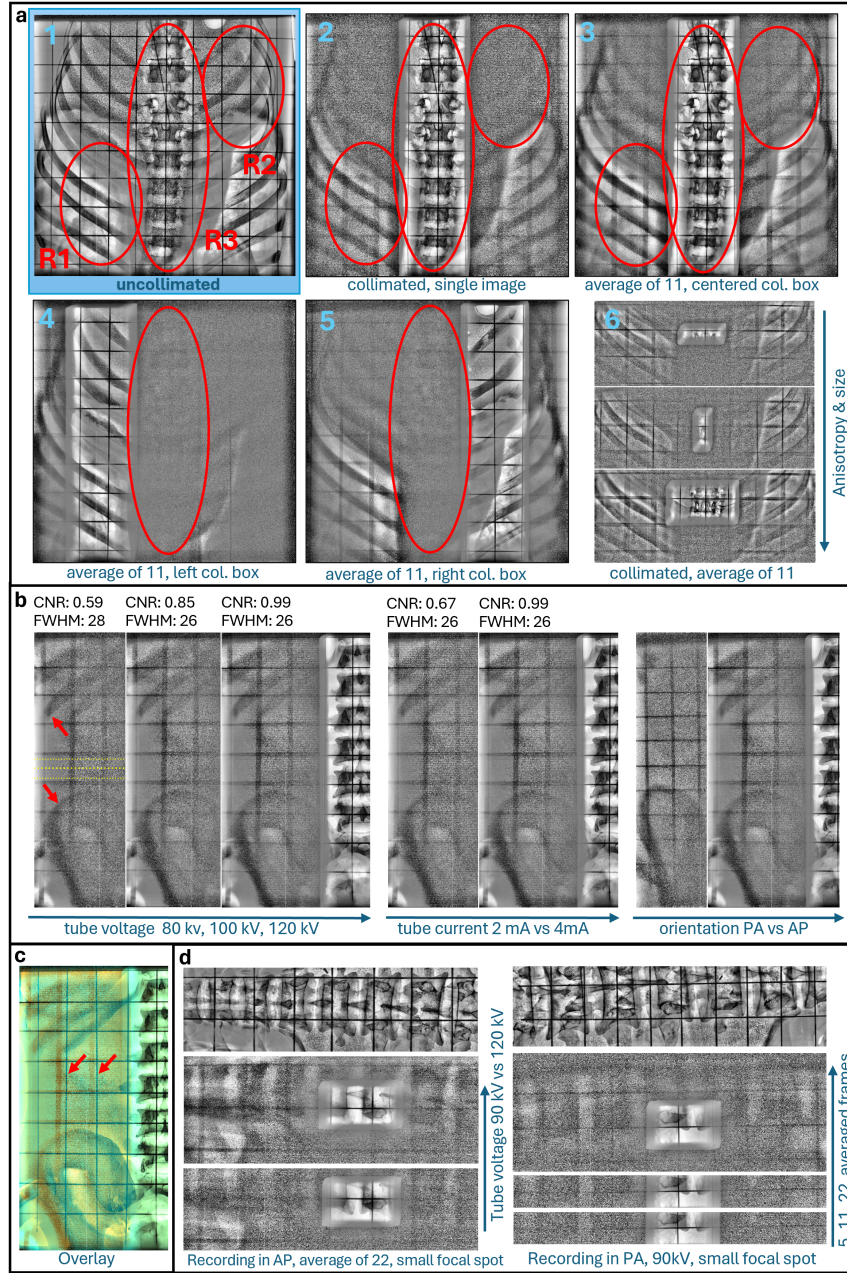 a
1
2
3
R2
R1
R3
uncollimated
collimated, single image
average of 11, centered col. box
4
5
6
Anisotropy & size
average of 11, left col. box
average of 11, right col. box
collimated, average of 11
b
CNR: 0.59
FWHM: 28
CNR: 0.85
FWHM: 26
CNR: 0.99
FWHM: 26
CNR: 0.67
FWHM: 26
CNR: 0.99
FWHM: 26
tube voltage 80 kv, 100 kV, 120 kV
tube current 2 mA vs 4mA
orientation PA vs AP
c
Overlay
d
Tube voltage 90 kV vs 120 kV
5, 11, 22, averaged frames
Recording in AP, average of 22, small focal spot
Recording in PA, 90kV, small focal spot